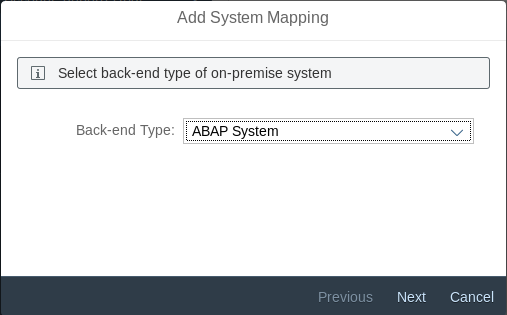 Add System Mapping
Select back-end type of on-premise system
Back-end Type: ABAP System
Previous Next Cancel